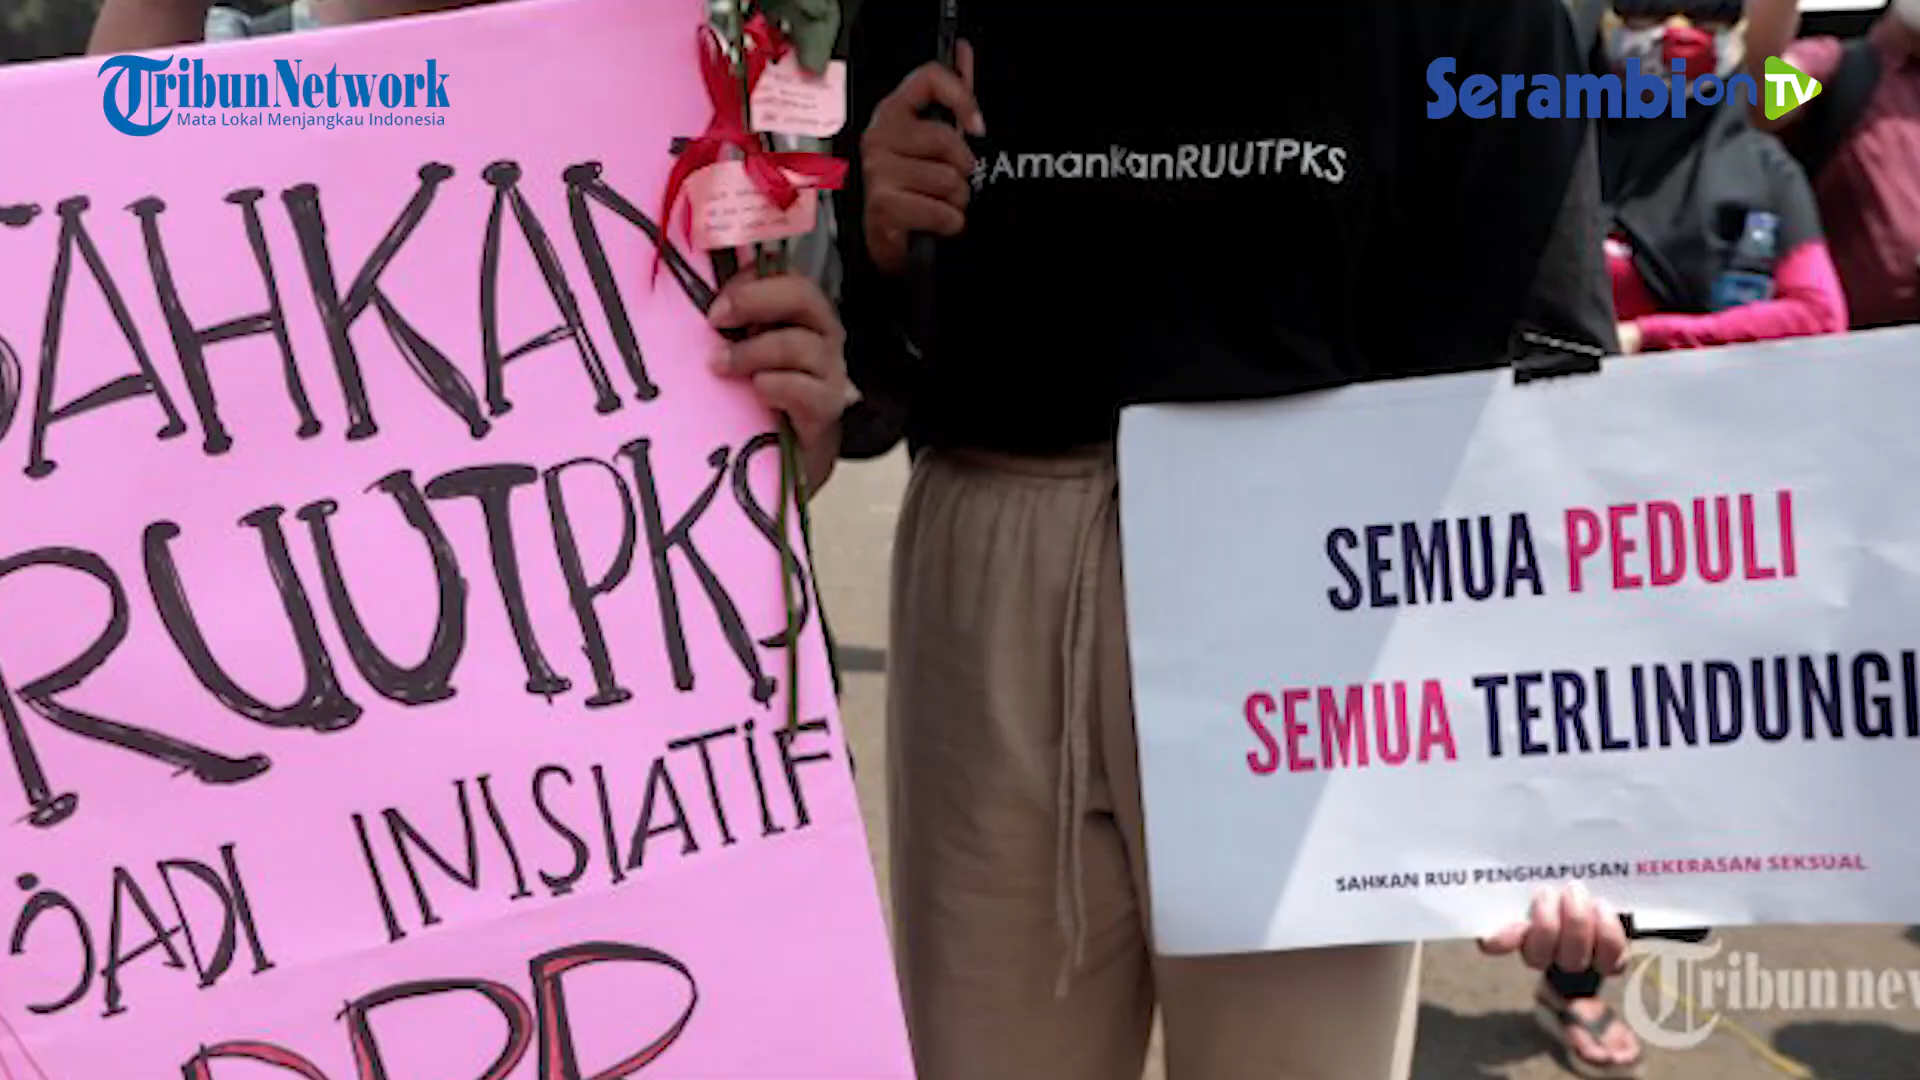 TribunNetwork
Mata Lokal Menjangkau Indonesia
Serambi on TV
#AmankanRUUTPKS
SAHKAN
RUUTPKS
JADI INISIATIF
DPR
SEMUA PEDULI
SEMUA TERLINDUNGI
SAHKAN RUU PENGHAPUSAN KEKERASAN SEKSUAL
Tribunnew